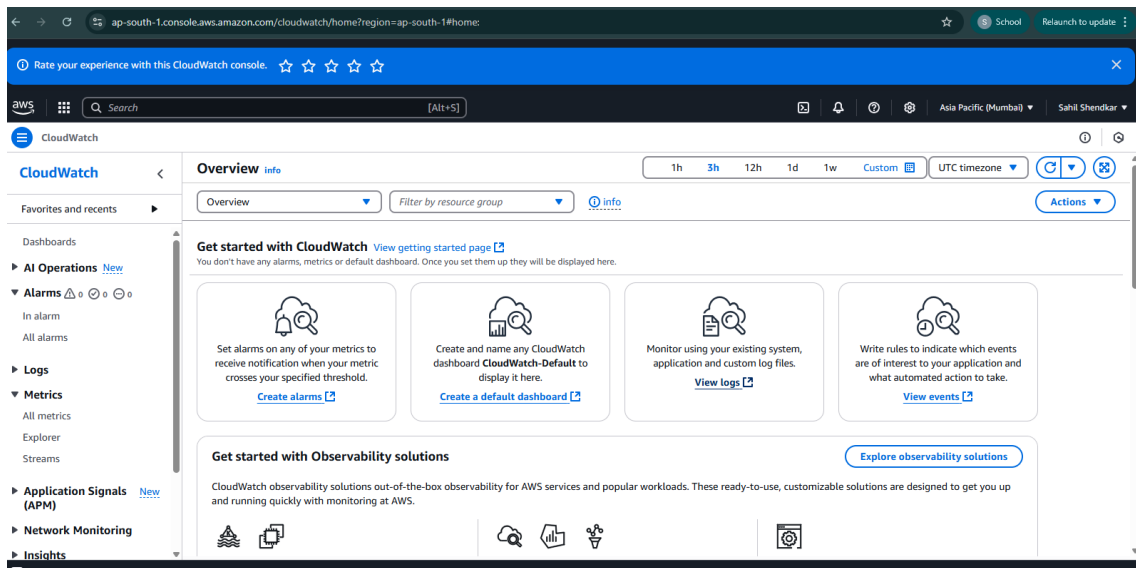 ap-south-1.console.aws.amazon.com/cloudwatch/home?region=ap-south-1#home:
S School
Relaunch to update
Rate your experience with this CloudWatch console.
aws
Search
[Alt+S]
Asia Pacific (Mumbai)
Sahil Shendkar
CloudWatch
CloudWatch
Favorites and recents
Dashboards
AI Operations New
Alarms 0 0 0
In alarm
All alarms
Logs
Metrics
All metrics
Explorer
Streams
Application Signals New
(APM)
Network Monitoring
Insights
Overview info
1h 3h 12h 1d 1w Custom
UTC timezone
Overview
Filter by resource group
info
Actions
Get started with CloudWatch View getting started page
You don't have any alarms, metrics or default dashboard. Once you set them up they will be displayed here.
Set alarms on any of your metrics to
receive notification when your metric
crosses your specified threshold.
Create alarms
Create and name any CloudWatch
dashboard CloudWatch-Default to
display it here.
Create a default dashboard
Monitor using your existing system,
application and custom log files.
View logs
Write rules to indicate which events
are of interest to your application and
what automated action to take.
View events
Get started with Observability solutions
Explore observability solutions
CloudWatch observability solutions out-of-the-box observability for AWS services and popular workloads. These ready-to-use, customizable solutions are designed to get you up
and running quickly with monitoring at AWS.